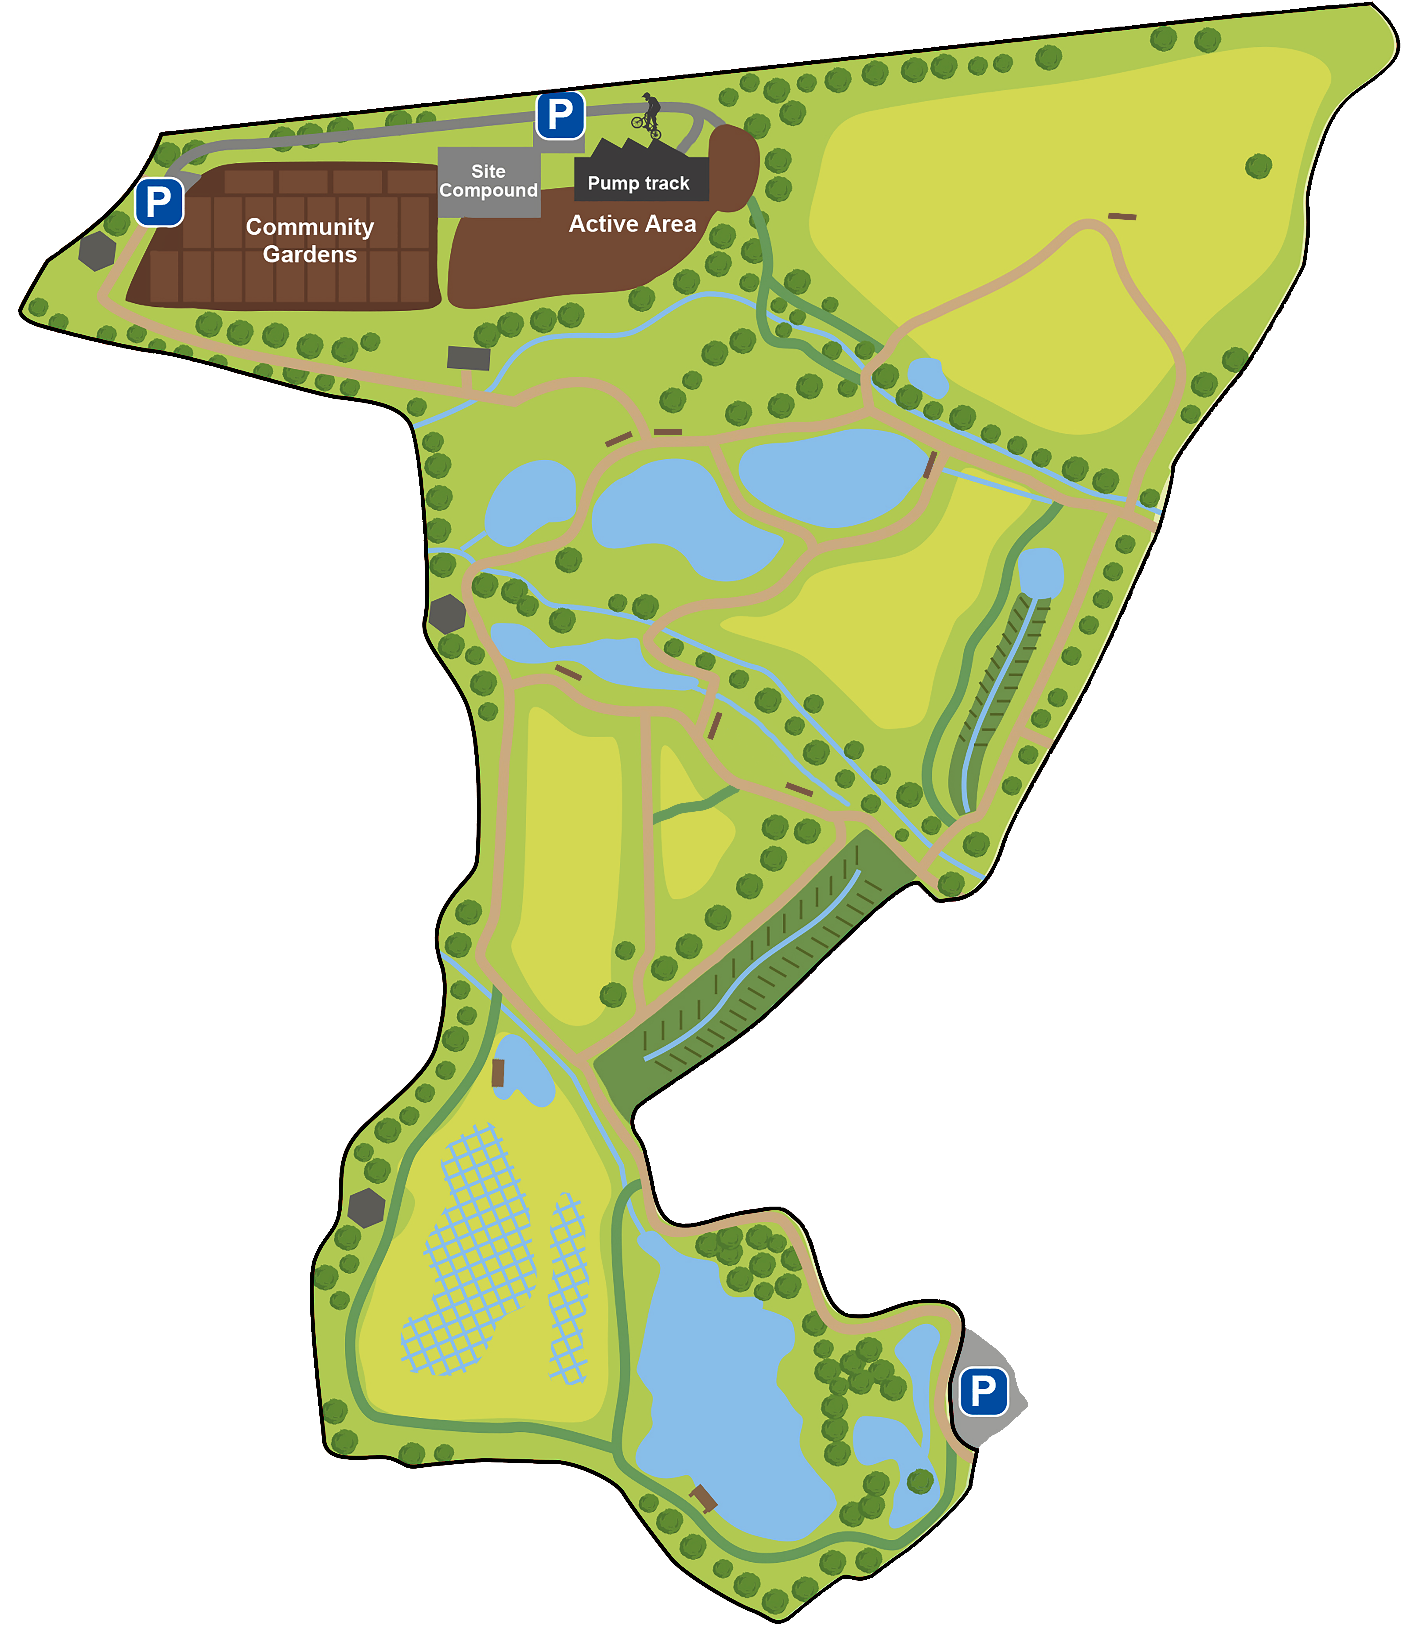 P
Site
Compound
Pump track
P
Community
Gardens
Active Area
P